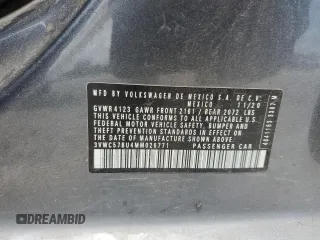 MFD BY VOLKSWAGEN DE MEXICO S.A. DE C.V.
MEXICO 11/20
GVWR 4123 GAWR FRONT 2161 / REAR 2072 LBS
THIS VEHICLE CONFORMS TO ALL APPLICABLE
FEDERAL MOTOR VEHICLE SAFETY, BUMPER AND
THEFT PREVENTION STANDARDS IN EFFECT ON
THE DATE OF MANUFACTURE SHOWN ABOVE.
3VWC57BU4MM026771 PASSENGER CAR